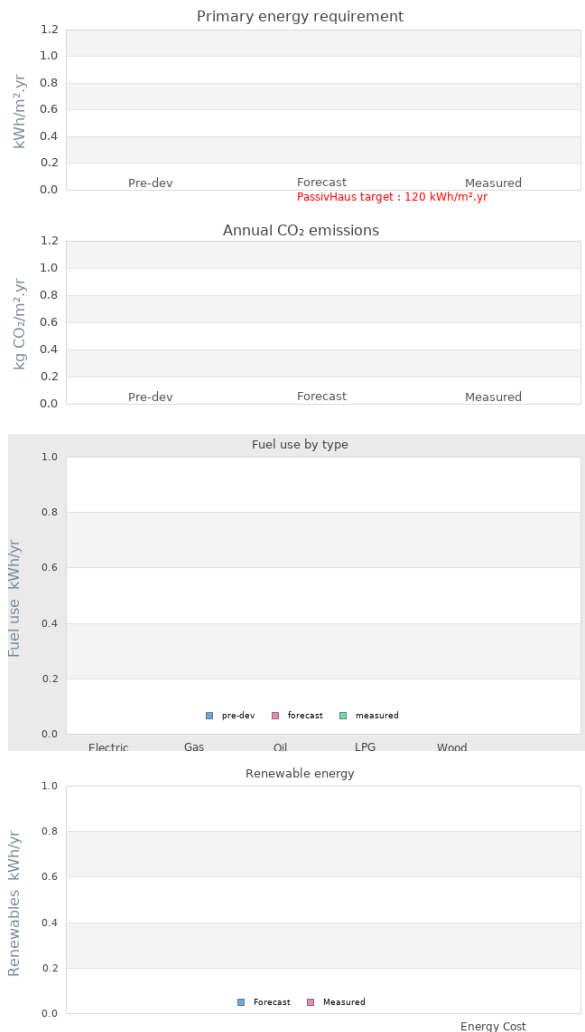 Primary energy requirement
kWh/m².yr
1.2
1.0
0.8
0.6
0.4
0.2
0.0
Pre-dev Forecast Measured
PassivHaus target : 120 kWh/m².yr
Annual CO₂ emissions
kg CO₂/m².yr
1.2
1.0
0.8
0.6
0.4
0.2
0.0
Pre-dev Forecast Measured
Fuel use by type
Fuel use kWh/yr
1.0
0.8
0.6
0.4
0.2
0.0
pre-dev forecast measured
Electric Gas Oil LPG Wood
Renewable energy
Renewables kWh/yr
1.0
0.8
0.6
0.4
0.2
0.0
Forecast Measured
Energy Cost